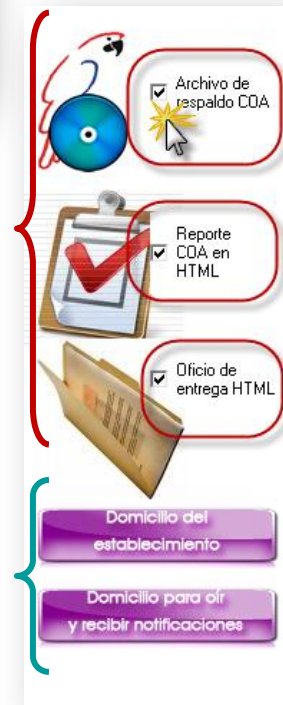 Archivo de
respaldo COA
Reporte
COA en
HTML
Oficio de
entrega HTML
Domicilio del
establecimiento
Domicilio para oír
y recibir notificaciones